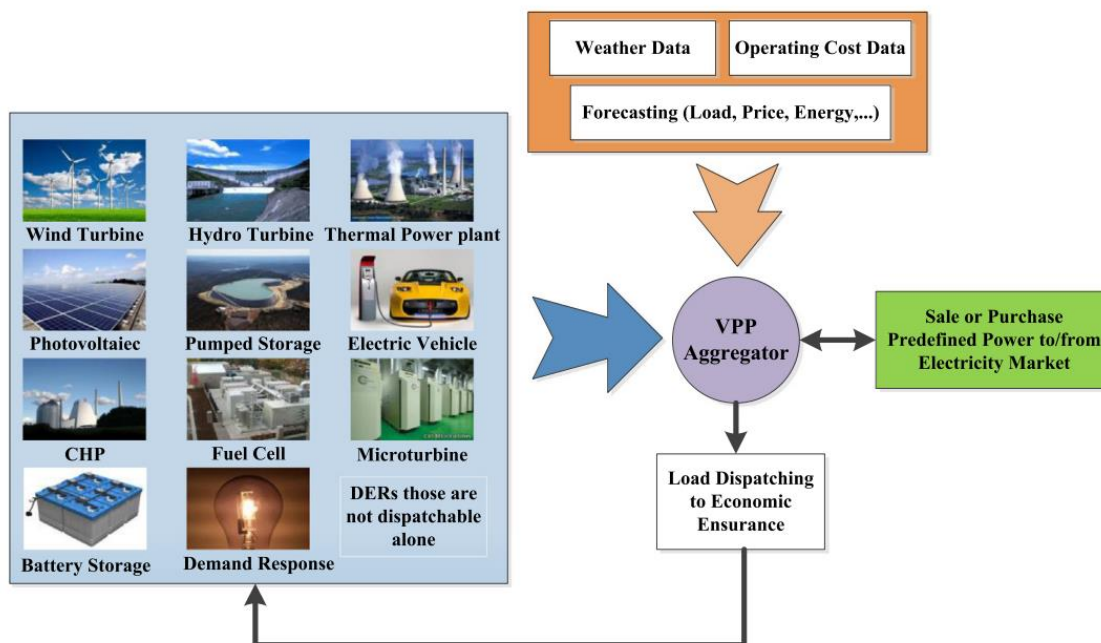 Weather Data
Operating Cost Data
Forecasting (Load, Price, Energy,...)
Wind Turbine
Hydro Turbine
Thermal Power plant
Photovoltaiec
Pumped Storage
Electric Vehicle
CHP
Fuel Cell
Microturbine
Battery Storage
Demand Response
DERs those are
not dispatchable
alone
VPP
Aggregator
Sale or Purchase
Predefined Power to/from
Electricity Market
Load Dispatching
to Economic
Ensurance